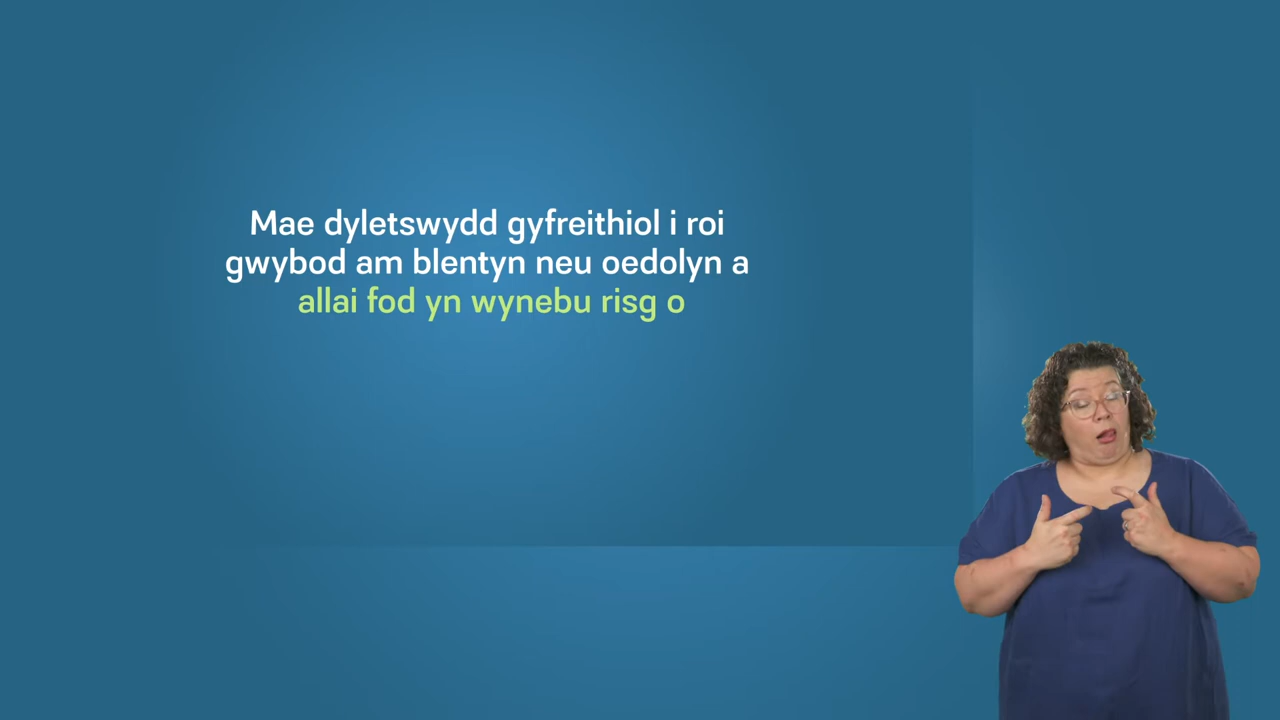 Mae dyletswydd gyfreithiol i roi
gwybod am blentyn neu oedolyn a
allai fod yn wynebu risg o